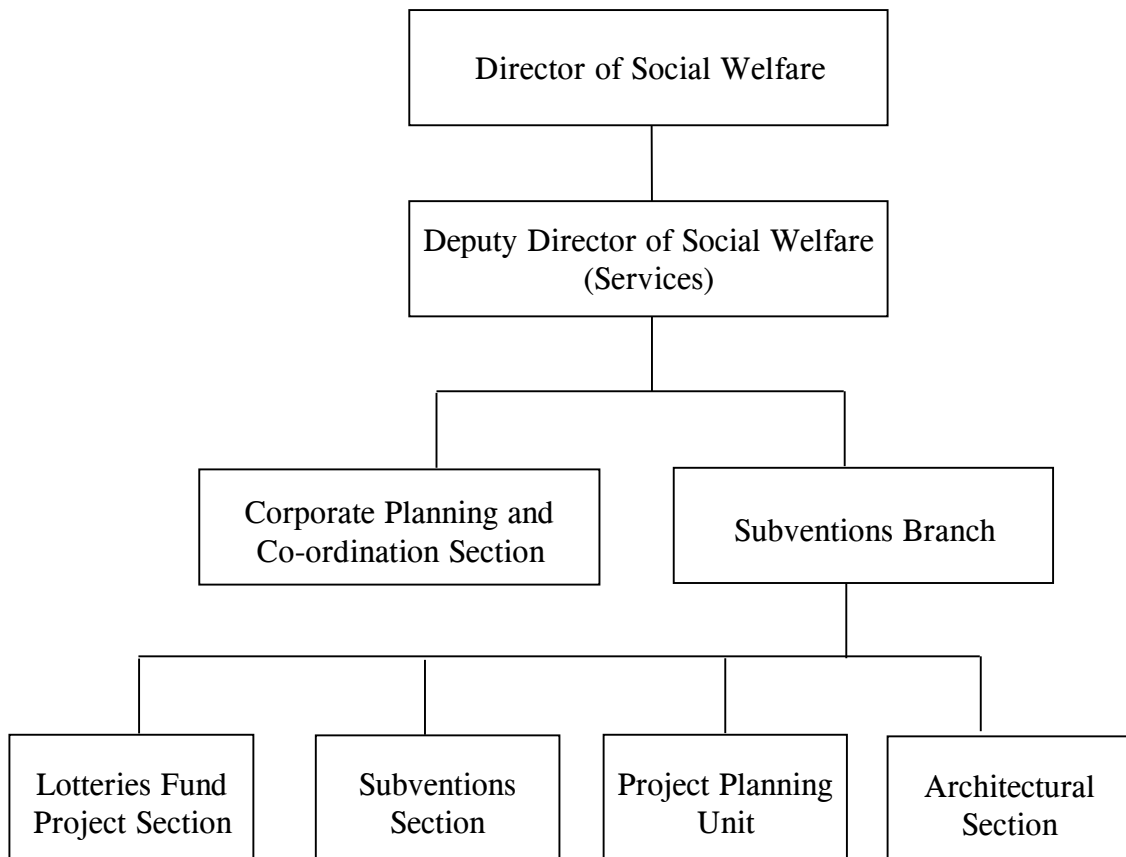 Director of Social Welfare
Deputy Director of Social Welfare
(Services)
Corporate Planning and
Co-ordination Section
Subventions Branch
Lotteries Fund
Project Section
Subventions
Section
Project Planning
Unit
Architectural
Section